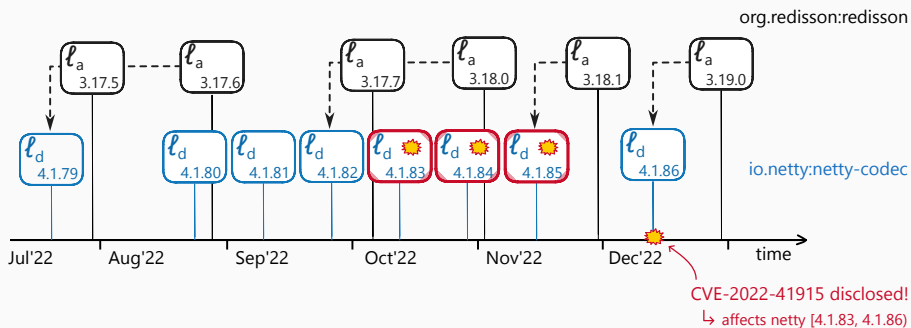 org.redisson:redisson
ℓa 3.17.5
ℓa 3.17.6
ℓa 3.17.7
ℓa 3.18.0
ℓa 3.18.1
ℓa 3.19.0
ℓd 4.1.79
ℓd 4.1.80
ℓd 4.1.81
ℓd 4.1.82
ℓd 4.1.83
ℓd 4.1.84
ℓd 4.1.85
ℓd 4.1.86
io.netty:netty-codec
Jul'22 Aug'22 Sep'22 Oct'22 Nov'22 Dec'22 time
CVE-2022-41915 disclosed!
↳ affects netty [4.1.83, 4.1.86)